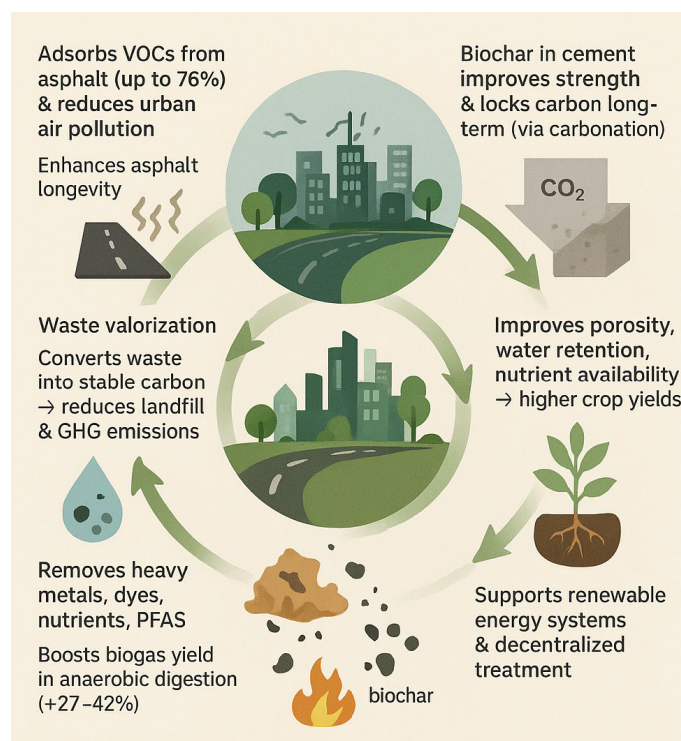 Adsorbs VOCs from
asphalt (up to 76%)
& reduces urban
air pollution
Enhances asphalt
longevity
Biochar in cement
improves strength
& locks carbon long-
term (via carbonation)
CO₂
Waste valorization
Converts waste
into stable carbon
→ reduces landfill
& GHG emissions
Improves porosity,
water retention,
nutrient availability
→ higher crop yields
Removes heavy
metals, dyes,
nutrients, PFAS
Boosts biogas yield
in anaerobic digestion
(+27–42%)
biochar
Supports renewable
energy systems
& decentralized
treatment